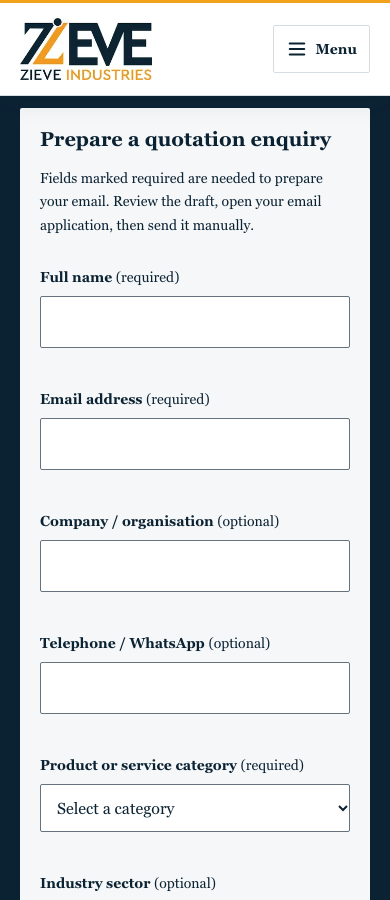 ZIEVE
ZIEVE INDUSTRIES
Menu
Prepare a quotation enquiry
Fields marked required are needed to prepare
your email. Review the draft, open your email
application, then send it manually.
Full name (required)
Email address (required)
Company / organisation (optional)
Telephone / WhatsApp (optional)
Product or service category (required)
Select a category
Industry sector (optional)